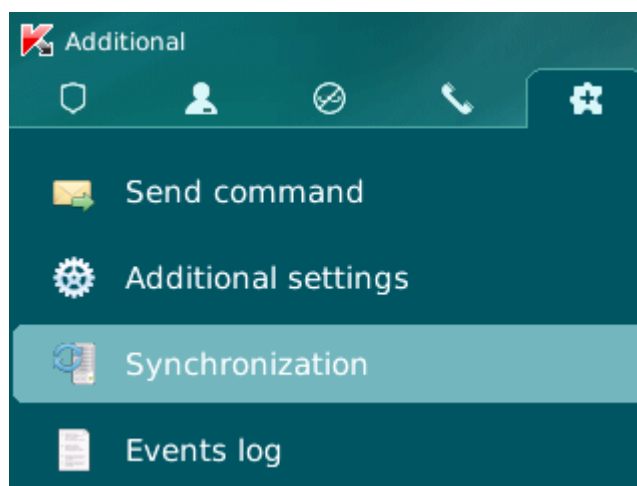 Additional
Send command
Additional settings
Synchronization
Events log